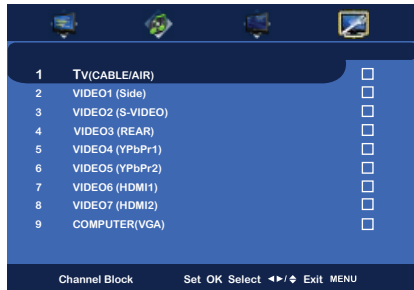 1 TV(CABLE/AIR)
2 VIDEO1 (Side)
3 VIDEO2 (S-VIDEO)
4 VIDEO3 (REAR)
5 VIDEO4 (YPbPr1)
6 VIDEO5 (YPbPr2)
7 VIDEO6 (HDMI1)
8 VIDEO7 (HDMI2)
9 COMPUTER(VGA)
Channel Block Set OK Select ◄►/◆ Exit MENU